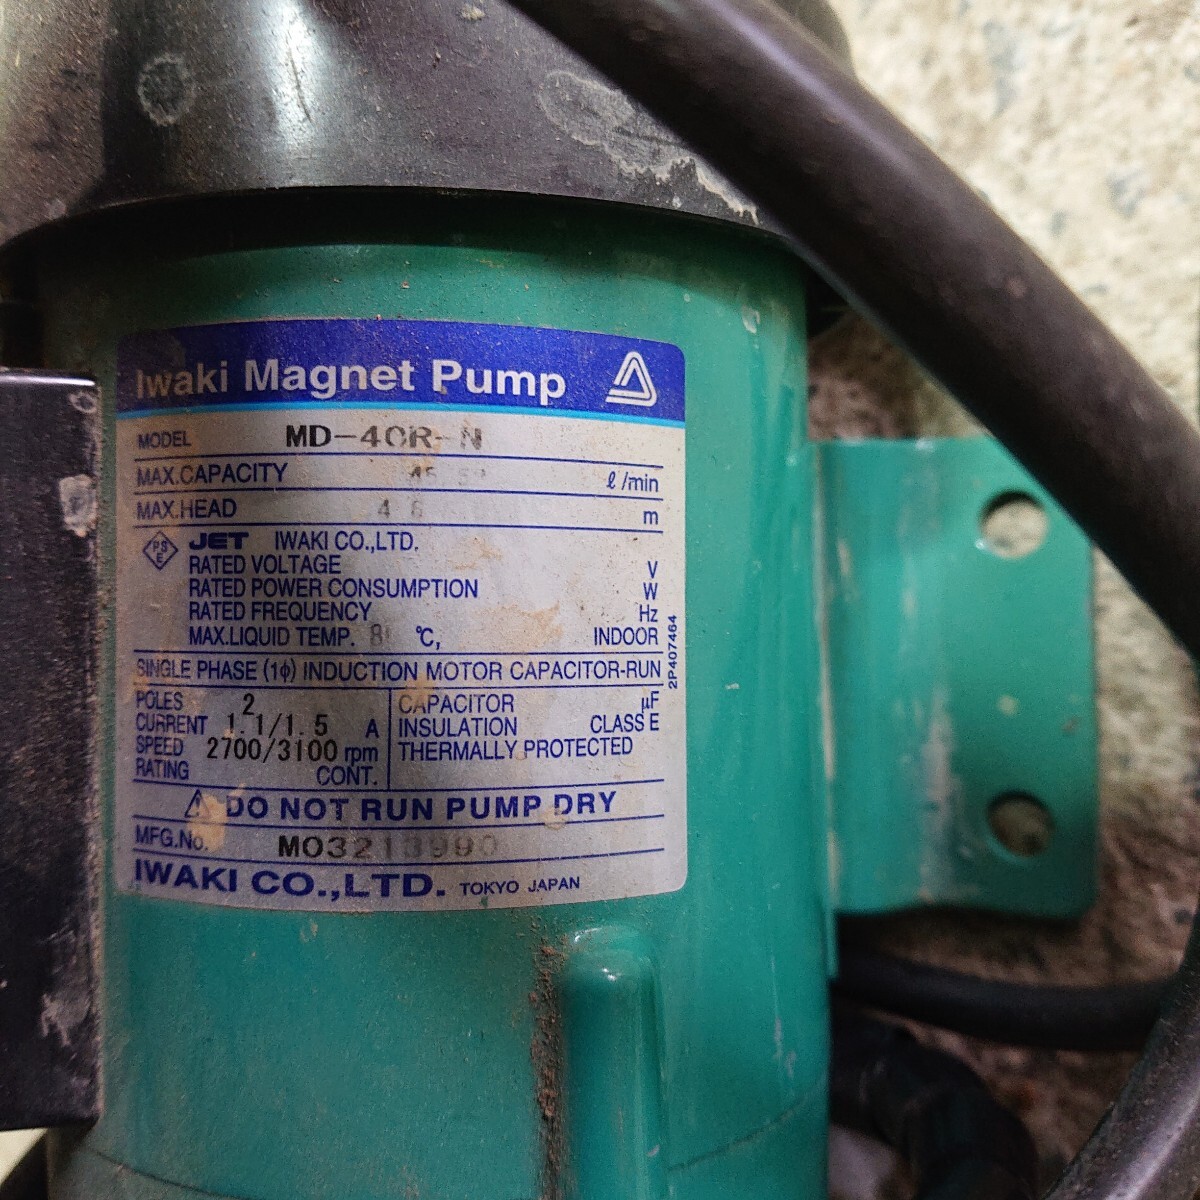 Iwaki Magnet Pump
MODEL MD-40R-N
MAX.CAPACITY ℓ/min
MAX.HEAD m
PSE JET IWAKI CO.,LTD.
RATED VOLTAGE V
RATED POWER CONSUMPTION W
RATED FREQUENCY Hz
MAX.LIQUID TEMP. ℃, INDOOR
SINGLE PHASE (1ϕ) INDUCTION MOTOR CAPACITOR-RUN
POLES 2 CAPACITOR μF
CURRENT 1.1/1.5 A INSULATION CLASS E
SPEED 2700/3100 rpm THERMALLY PROTECTED
RATING CONT.
⚠ DO NOT RUN PUMP DRY
MFG.No. M03213990
IWAKI CO.,LTD. TOKYO JAPAN
2P407464